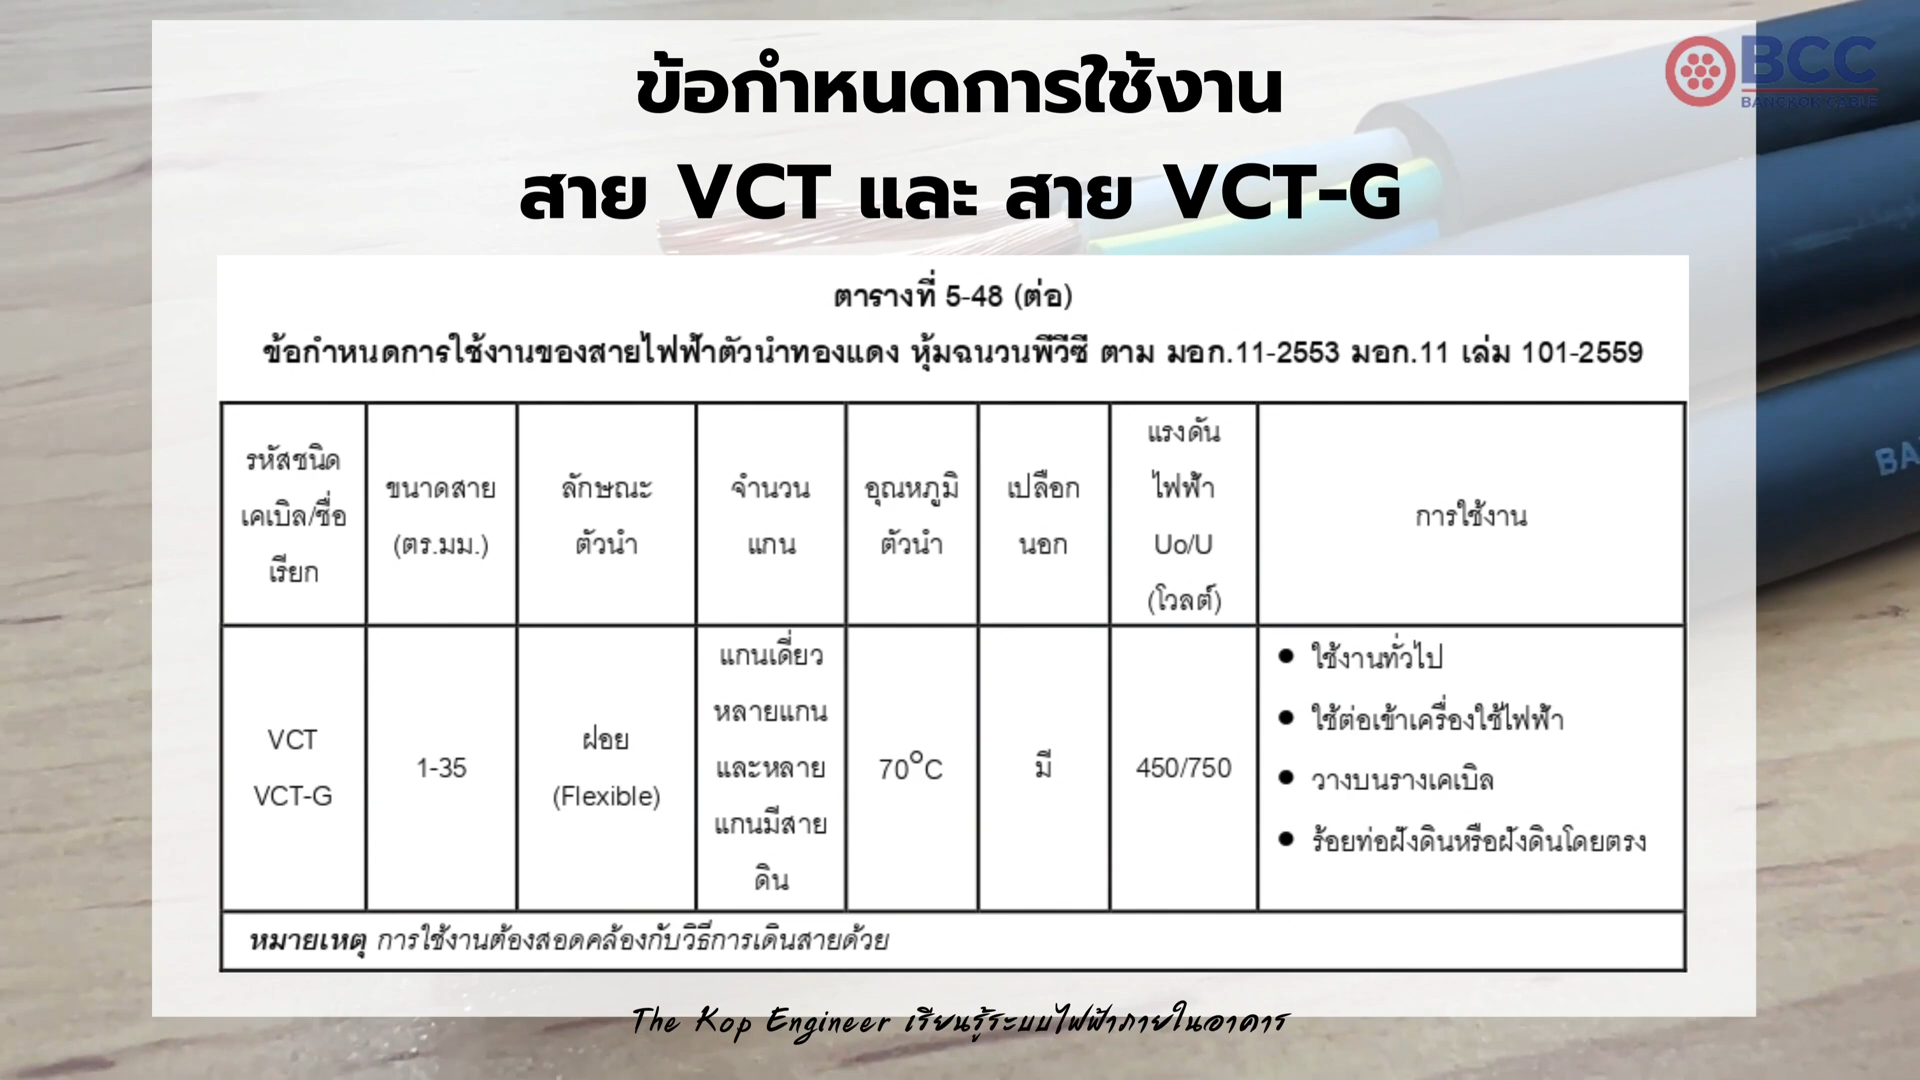 ข้อกำหนดการใช้งาน
สาย VCT และ สาย VCT-G
BCC
BANGKOK CABLE
ตารางที่ 5-48 (ต่อ)
ข้อกำหนดการใช้งานของสายไฟฟ้าตัวนำทองแดง หุ้มฉนวนพีวีซี ตาม มอก.11-2553 มอก.11 เล่ม 101-2559
รหัสชนิด
เคเบิล/ชื่อ
เรียก
ขนาดสาย
(ตร.มม.)
ลักษณะ
ตัวนำ
จำนวน
แกน
อุณหภูมิ
ตัวนำ
เปลือก
นอก
แรงดัน
ไฟฟ้า
Uo/U
(โวลต์)
การใช้งาน
VCT
VCT-G
1-35
ฝอย
(Flexible)
แกนเดี่ยว
หลายแกน
และหลาย
แกนมีสาย
ดิน
70°C
มี
450/750
● ใช้งานทั่วไป
● ใช้ต่อเข้าเครื่องใช้ไฟฟ้า
● วางบนรางเคเบิล
● ร้อยท่อฝังดินหรือฝังดินโดยตรง
หมายเหตุ การใช้งานต้องสอดคล้องกับวิธีการเดินสายด้วย
The Kop Engineer เรียนรู้ระบบไฟฟ้าภายในอาคาร